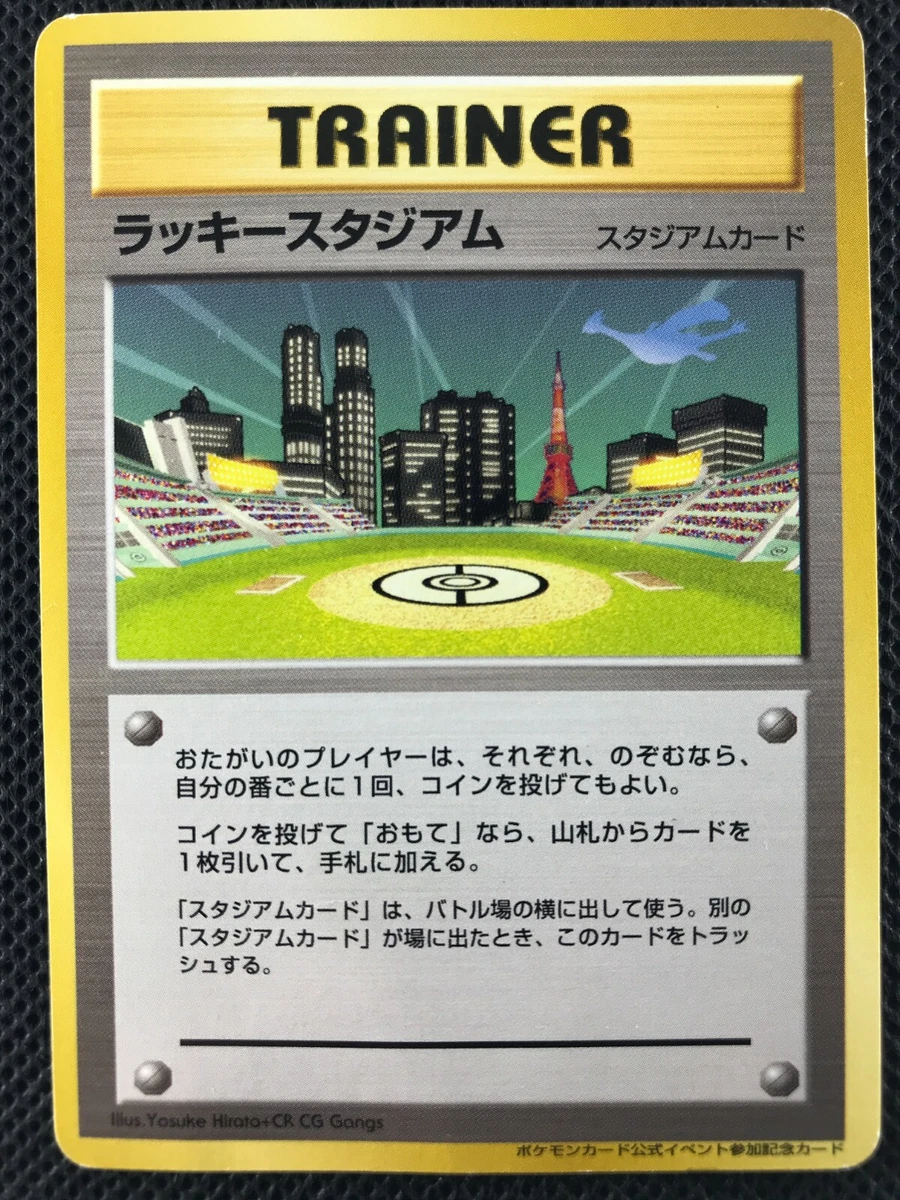 TRAINER
ラッキースタジアム スタジアムカード
おたがいのプレイヤーは、それぞれ、のぞむなら、
自分の番ごとに1回、コインを投げてもよい。
コインを投げて「おもて」なら、山札からカードを
1枚引いて、手札に加える。
「スタジアムカード」は、バトル場の横に出して使う。別の
「スタジアムカード」が場に出たとき、このカードをトラッ
シュする。
Illus.Yosuke Hirata+CR CG Gangs
ポケモンカード公式イベント参加記念カード